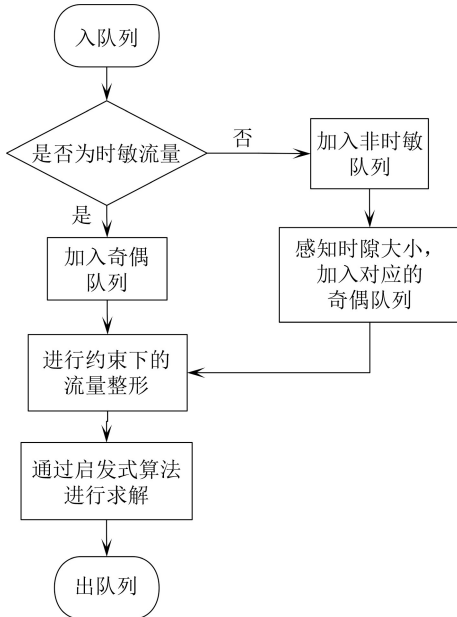 入队列
是否为时敏流量
否
加入非时敏
队列
是
加入奇偶
队列
感知时隙大小，
加入对应的
奇偶队列
进行约束下的
流量整形
通过启发式算法
进行求解
出队列